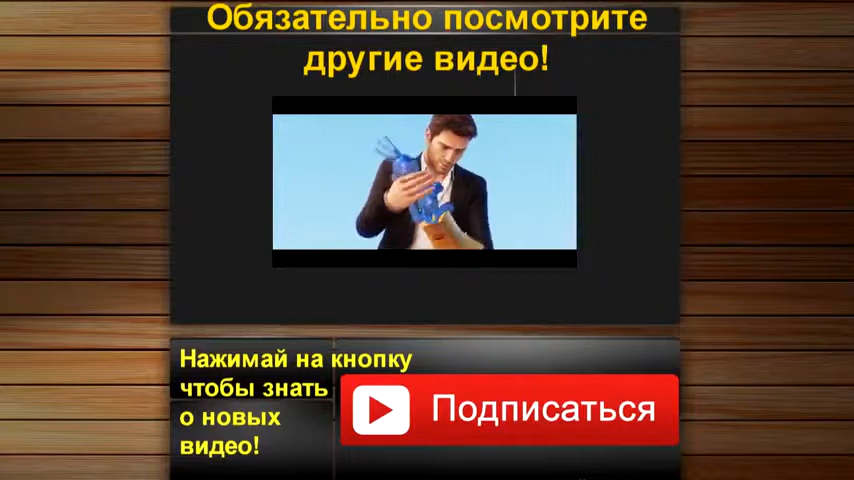 Обязательно посмотрите
другие видео!
Нажимай на кнопку
чтобы знать
о новых
видео!
Подписаться